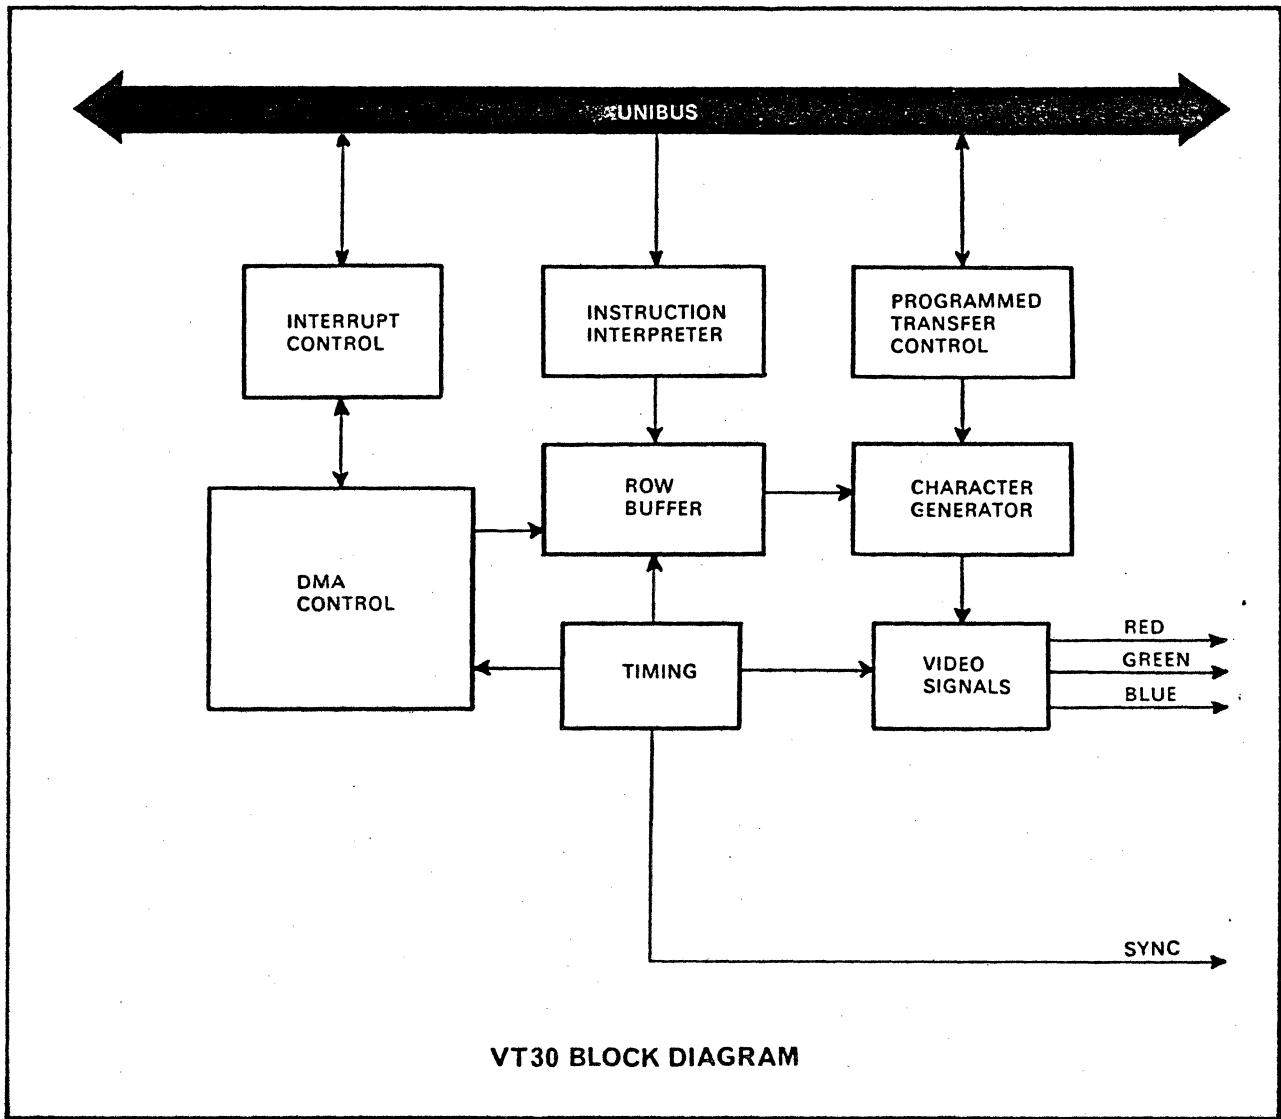 UNIBUS
INTERRUPT
CONTROL
INSTRUCTION
INTERPRETER
PROGRAMMED
TRANSFER
CONTROL
ROW
BUFFER
CHARACTER
GENERATOR
DMA
CONTROL
TIMING
VIDEO
SIGNALS
RED
GREEN
BLUE
SYNC
VT30 BLOCK DIAGRAM